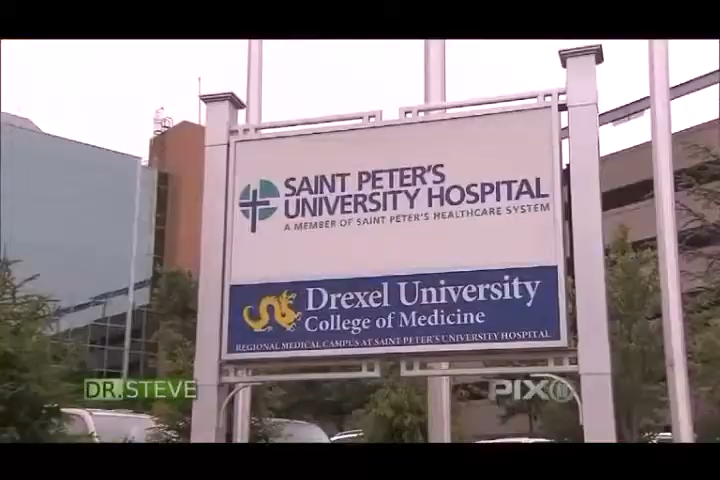 SAINT PETER'S
UNIVERSITY HOSPITAL
A MEMBER OF SAINT PETER'S HEALTHCARE SYSTEM
Drexel University
College of Medicine
REGIONAL MEDICAL CAMPUS AT SAINT PETER'S UNIVERSITY HOSPITAL
DR.STEVE
PIX11